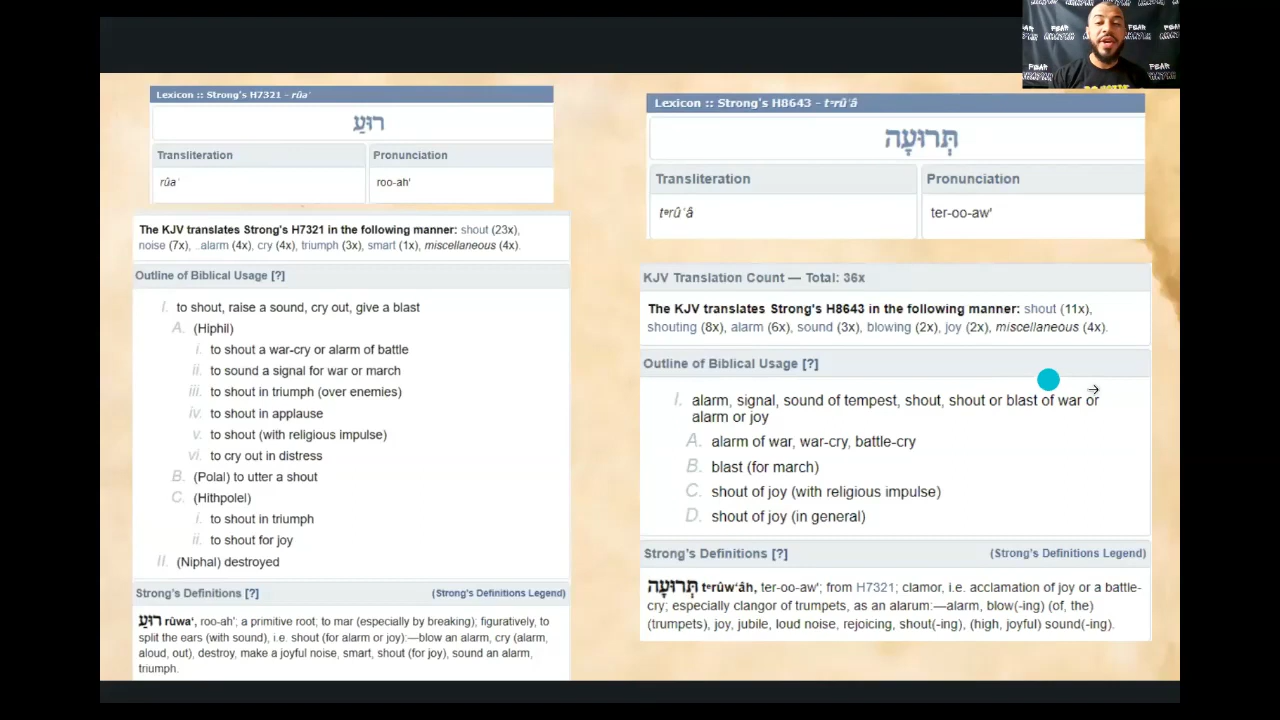 Lexicon :: Strong's H7321 - rûaʿ
רוּעַ
Transliteration
Pronunciation
rûaʿ
roo-ah'
The KJV translates Strong's H7321 in the following manner: shout (23x),
noise (7x), ..alarm (4x), cry (4x), triumph (3x), smart (1x), miscellaneous (4x).
Outline of Biblical Usage [?]
I. to shout, raise a sound, cry out, give a blast
A. (Hiphil)
i. to shout a war-cry or alarm of battle
ii. to sound a signal for war or march
iii. to shout in triumph (over enemies)
iv. to shout in applause
v. to shout (with religious impulse)
vi. to cry out in distress
B. (Polal) to utter a shout
C. (Hithpolel)
i. to shout in triumph
ii. to shout for joy
II. (Niphal) destroyed
Strong's Definitions [?]
(Strong's Definitions Legend)
רוּעַ rûwaʻ, roo-ah'; a primitive root; to mar (especially by breaking); figuratively, to
split the ears (with sound), i.e. shout (for alarm or joy):—blow an alarm, cry (alarm,
aloud, out), destroy, make a joyful noise, smart, shout (for joy), sound an alarm,
triumph.
Lexicon :: Strong's H8643 - tᵊrûʿâ
תְּרוּעָה
Transliteration
Pronunciation
tᵊrûʿâ
ter-oo-aw'
KJV Translation Count — Total: 36x
The KJV translates Strong's H8643 in the following manner: shout (11x),
shouting (8x), alarm (6x), sound (3x), blowing (2x), joy (2x), miscellaneous (4x).
Outline of Biblical Usage [?]
I. alarm, signal, sound of tempest, shout, shout or blast of war or
alarm or joy
A. alarm of war, war-cry, battle-cry
B. blast (for march)
C. shout of joy (with religious impulse)
D. shout of joy (in general)
Strong's Definitions [?]
(Strong's Definitions Legend)
תְּרוּעָה tᵉrûwʻâh, ter-oo-aw'; from H7321; clamor, i.e. acclamation of joy or a battle-
cry; especially clangor of trumpets, as an alarum:—alarm, blow(-ing) (of, the)
(trumpets), joy, jubile, loud noise, rejoicing, shout(-ing), (high, joyful) sound(-ing).
FEAR
FEAR
FEAR
FEAR